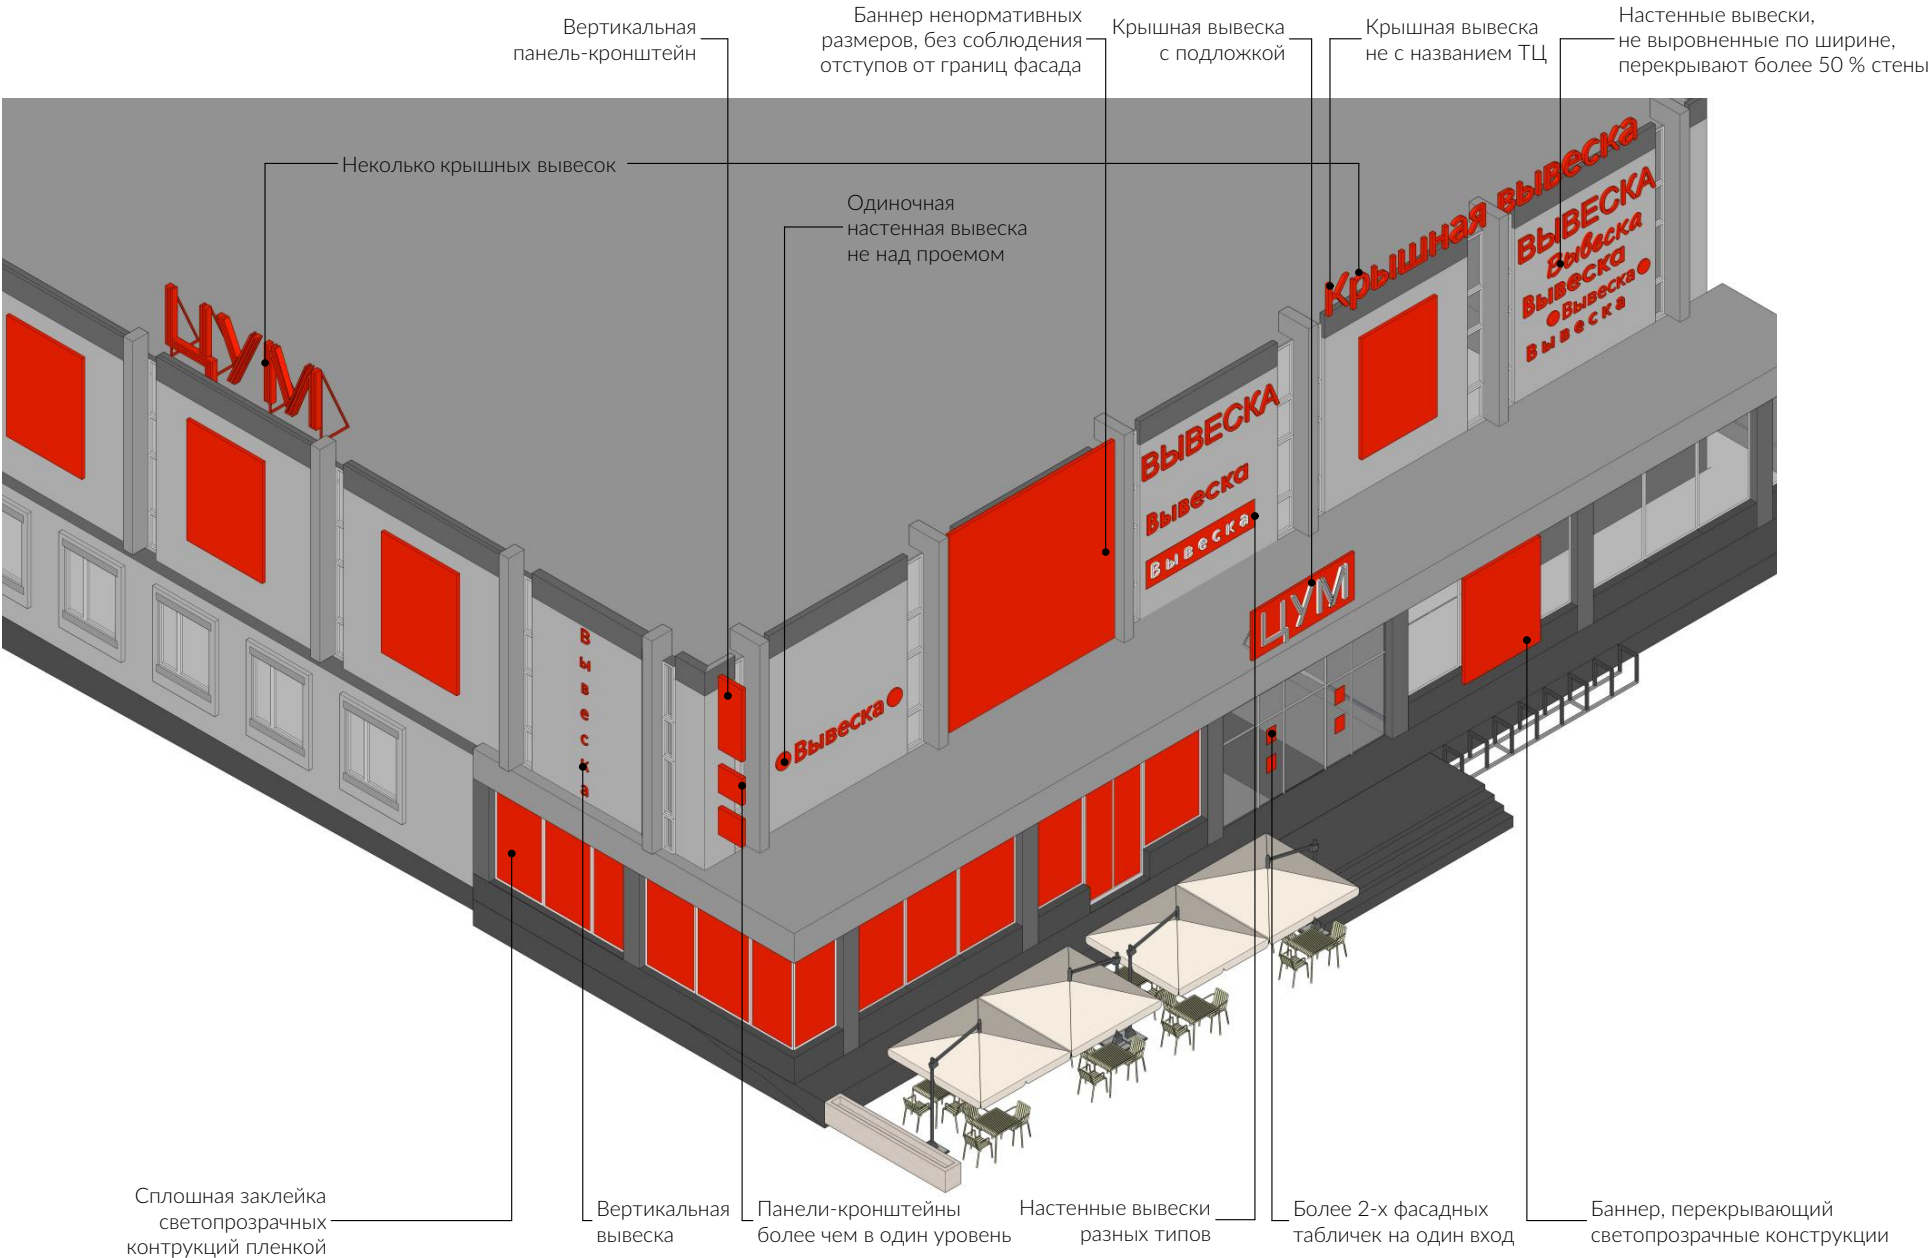 Вертикальная
панель-кронштейн
Баннер ненормативных
размеров, без соблюдения
отступов от границ фасада
Крышная вывеска
с подложкой
Крышная вывеска
не с названием ТЦ
Настенные вывески,
не выровненные по ширине,
перекрывают более 50 % стены
Неколько крышных вывесок
Одиночная
настенная вывеска
не над проемом
ЦУМ
Крышная вывеска
ВЫВЕСКА
Вывеска
Вывеска
Вывеска
Вывеска
ВЫВЕСКА
Вывеска
Вывеска
ЦУМ
Вывеска
Вывеска
Сплошная заклейка
светопрозрачных
контрукций пленкой
Вертикальная
вывеска
Панели-кронштейны
более чем в один уровень
Настенные вывески
разных типов
Более 2-х фасадных
табличек на один вход
Баннер, перекрывающий
светопрозрачные конструкции